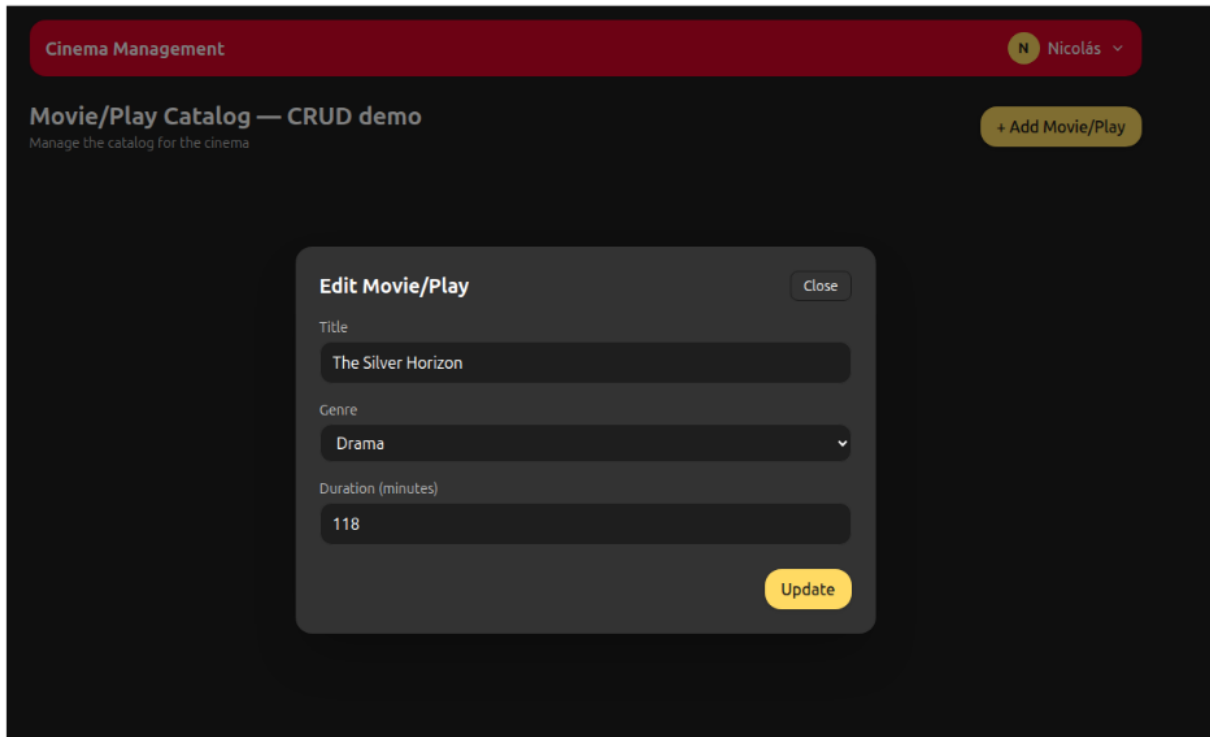 Cinema Management
N Nicolás
Movie/Play Catalog — CRUD demo
Manage the catalog for the cinema
+ Add Movie/Play
Edit Movie/Play
Close
Title
The Silver Horizon
Genre
Drama
Duration (minutes)
118
Update